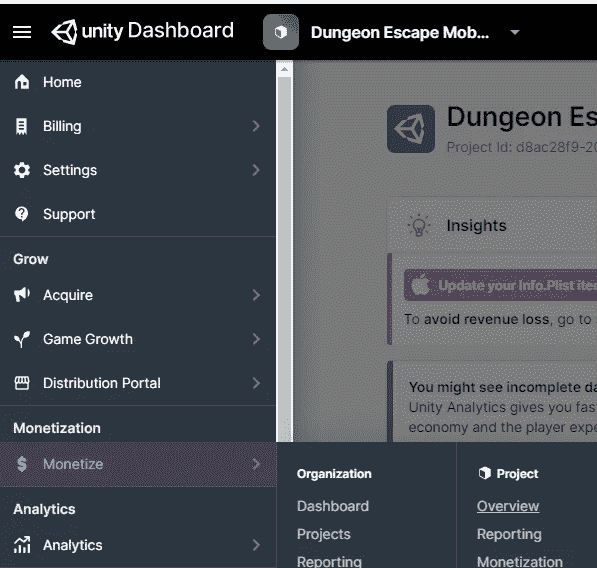 unity Dashboard
Dungeon Escape Mob...
Home
Billing
Settings
Support
Grow
Acquire
Game Growth
Distribution Portal
Monetization
Monetize
Analytics
Analytics
Dungeon Es
Project Id: d8ac28f9-20
Insights
Update your Info.Plist iter
To avoid revenue loss, go to
You might see incomplete da
Unity Analytics gives you fas
economy and the player expe
Organization
Dashboard
Projects
Reporting
Project
Overview
Reporting
Monetization